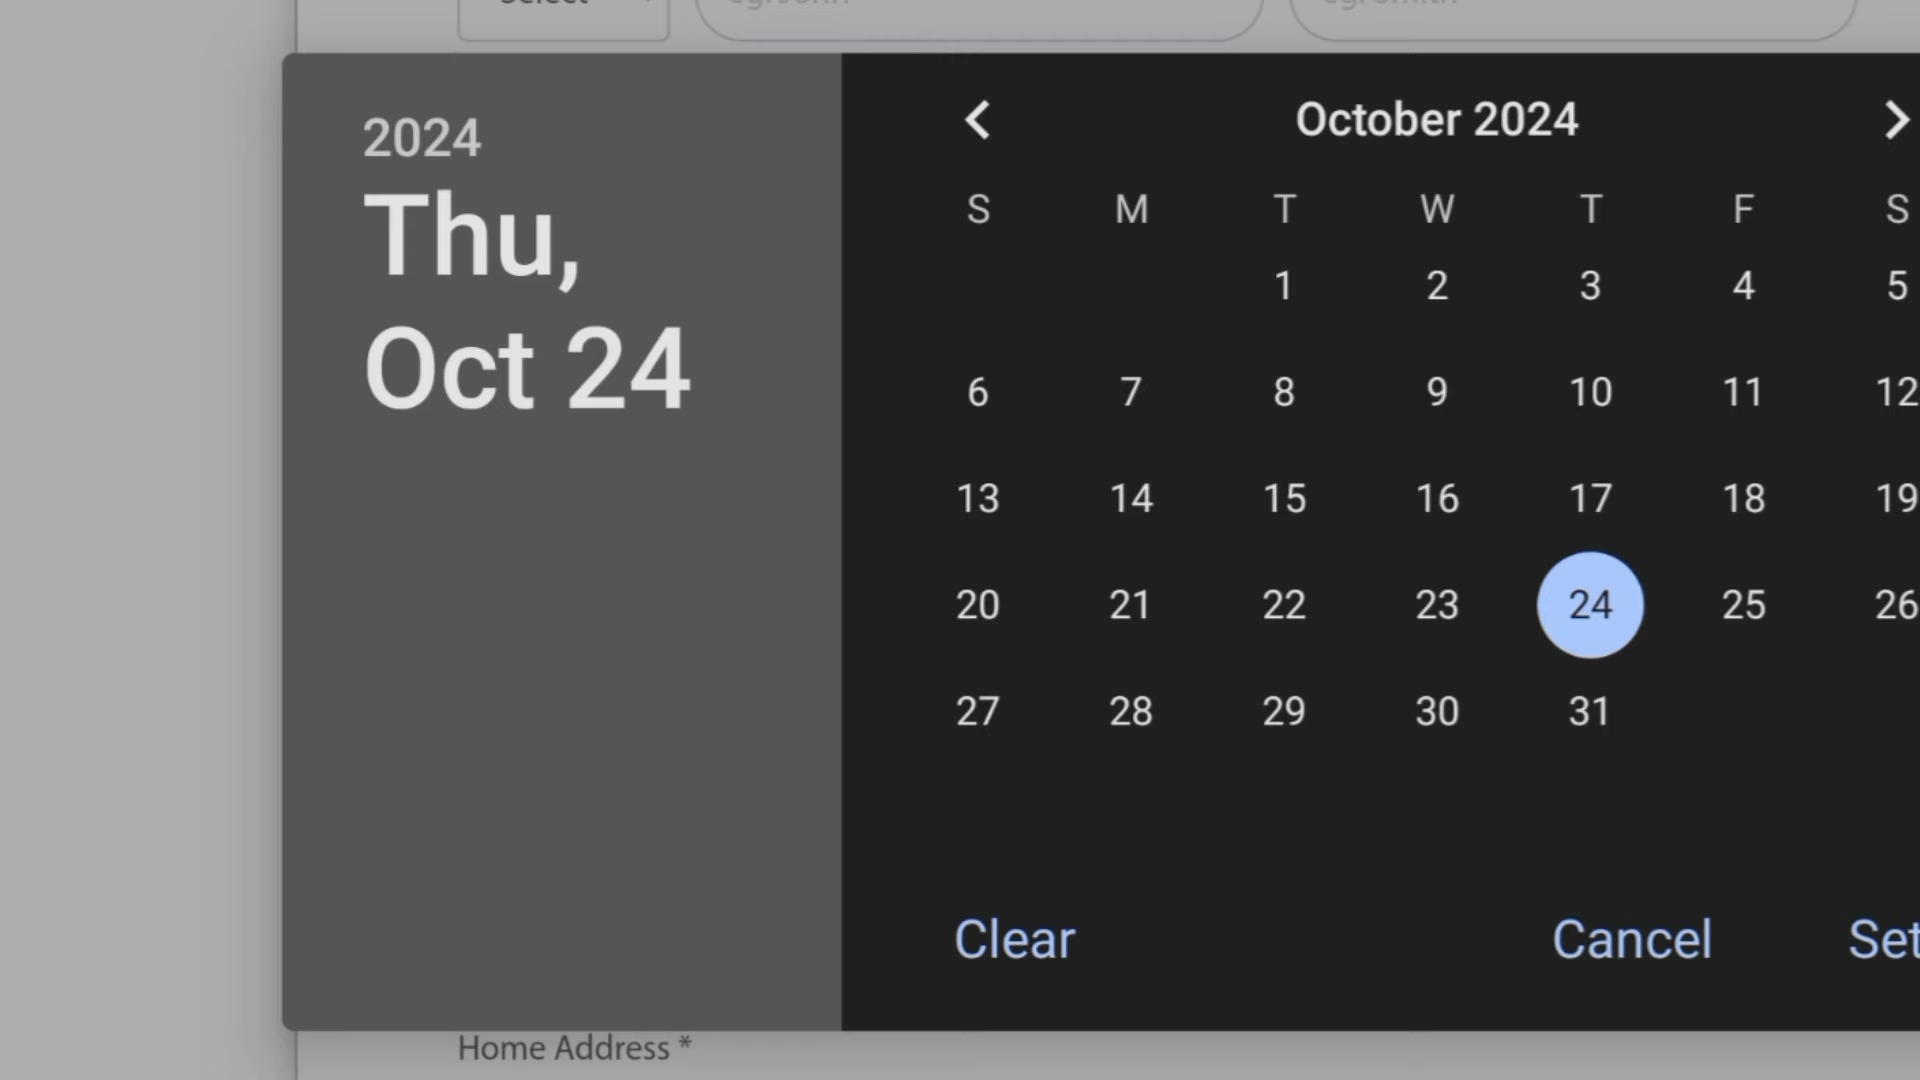 2024
Thu,
Oct 24
October 2024
S M T W T F S
1 2 3 4 5
6 7 8 9 10 11 12
13 14 15 16 17 18 19
20 21 22 23 24 25 26
27 28 29 30 31
Clear Cancel Set
Home Address *